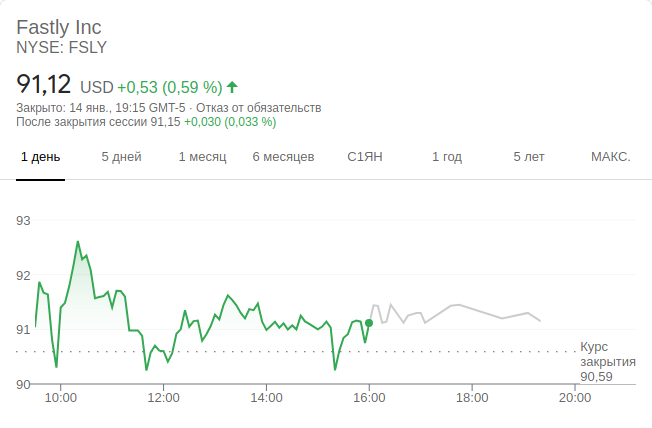 Fastly Inc
NYSE: FSLY
91,12 USD +0,53 (0,59 %)
Закрыто: 14 янв., 19:15 GMT-5 · Отказ от обязательств
После закрытия сессии 91,15 +0,030 (0,033 %)
1 день 5 дней 1 месяц 6 месяцев С1ЯН 1 год 5 лет МАКС.
93
92
91
90
Курс
закрытия
90,59
10:00 12:00 14:00 16:00 18:00 20:00